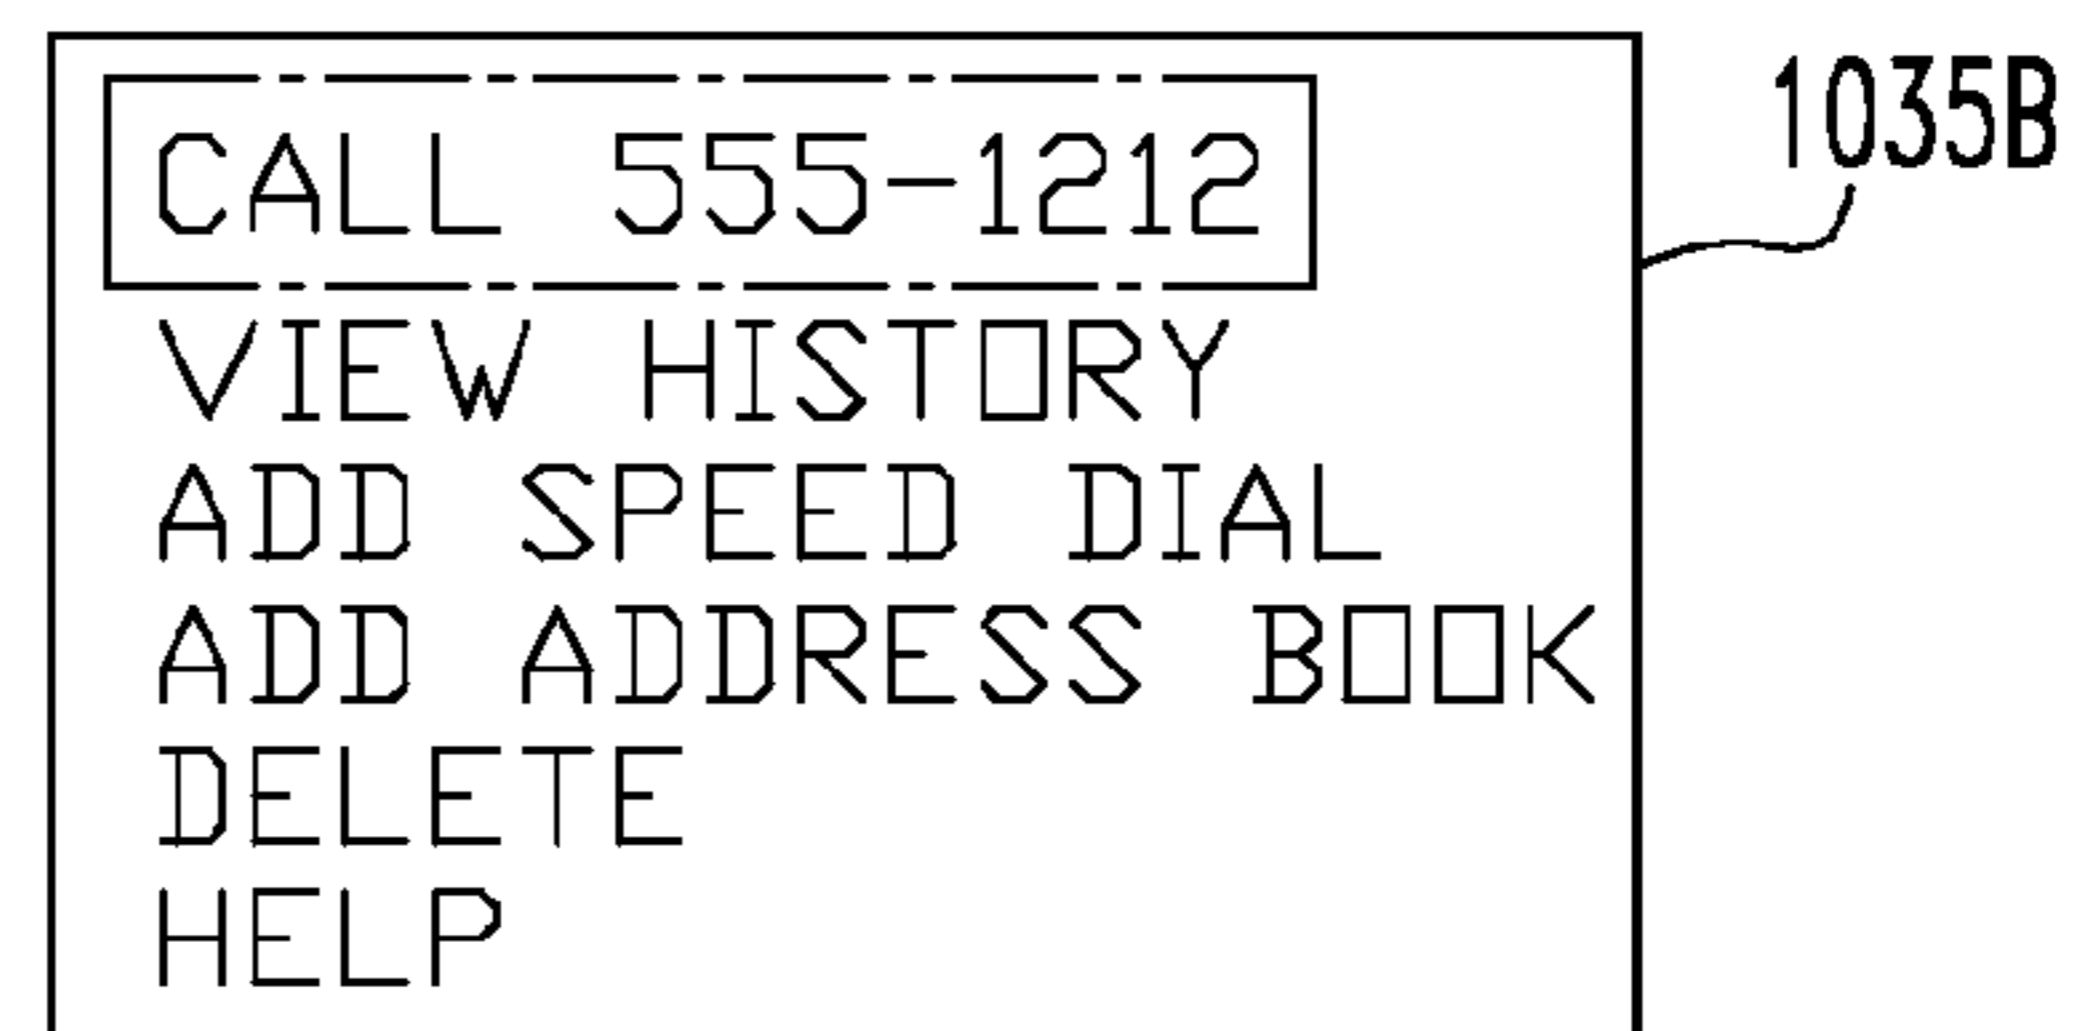 CALL 555-1212
1035B
VIEW HISTORY
ADD SPEED DIAL
ADD ADDRESS BOOK
DELETE
HELP